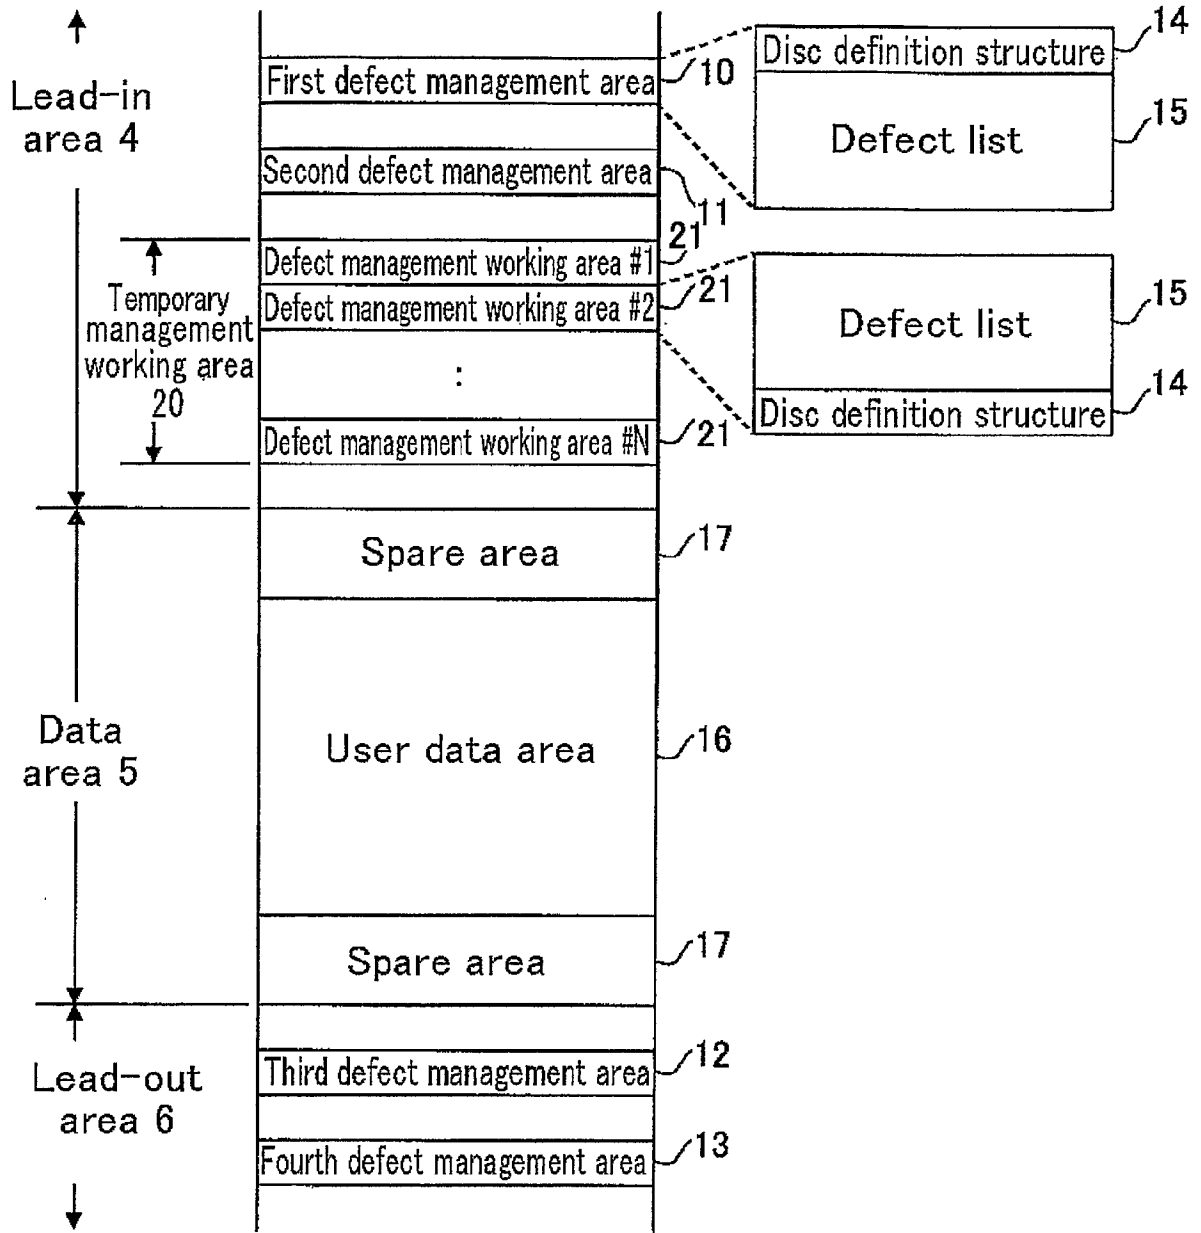 Lead-in
area 4
First defect management area
10
Disc definition structure
14
Defect list
15
Second defect management area
11
Temporary
management
working area
20
Defect management working area #1
21
Defect management working area #2
21
:
Defect management working area #N
21
Defect list
15
Disc definition structure
14
Data
area 5
Spare area
17
User data area
16
Spare area
17
Lead-out
area 6
Third defect management area
12
Fourth defect management area
13